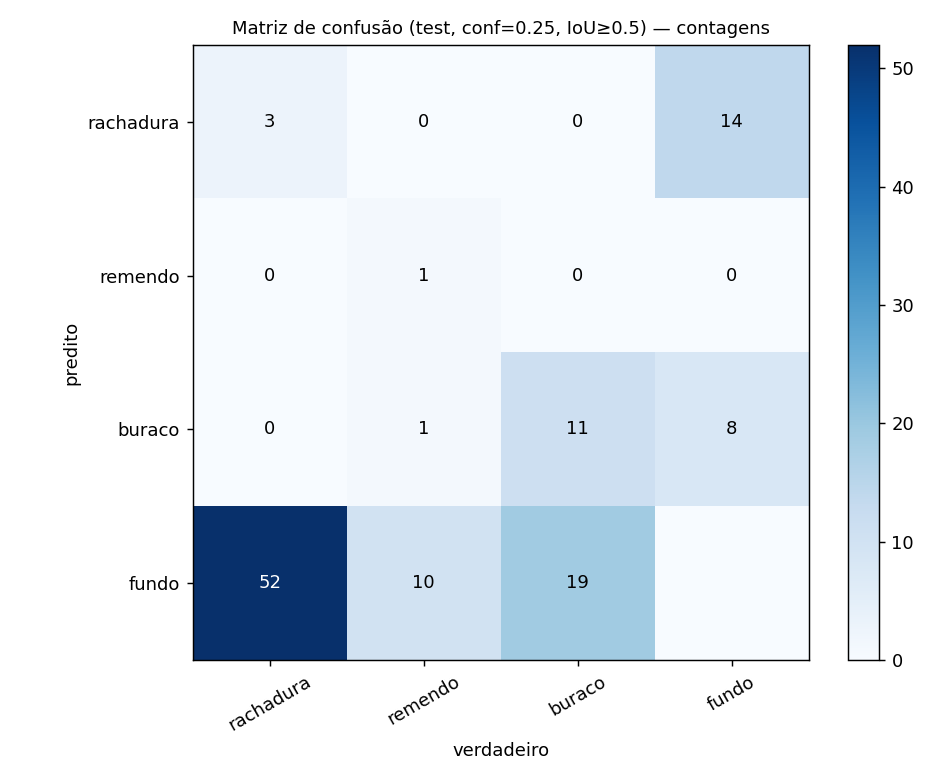 Matriz de confusão (test, conf=0.25, IoU≥0.5) — contagens
rachadura 3 0 0 14
remendo 0 1 0 0
buraco 0 1 11 8
fundo 52 10 19
rachadura remendo buraco fundo
verdadeiro
predito
50
40
30
20
10
0